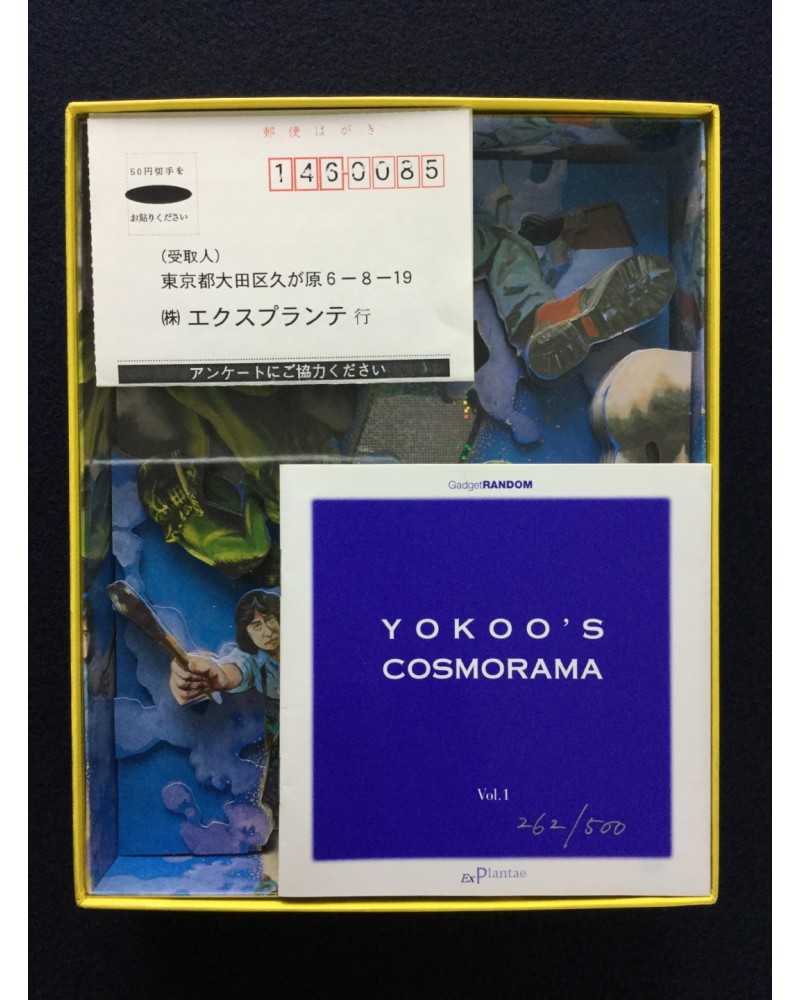 郵便はがき
50円切手を
お貼りください
1460085
(受取人)
東京都大田区久が原6-8-19
(株) エクスプランテ 行
アンケートにご協力ください
GadgetRANDOM
YOKOO'S
COSMORAMA
Vol.1
262/500
ExPlantae